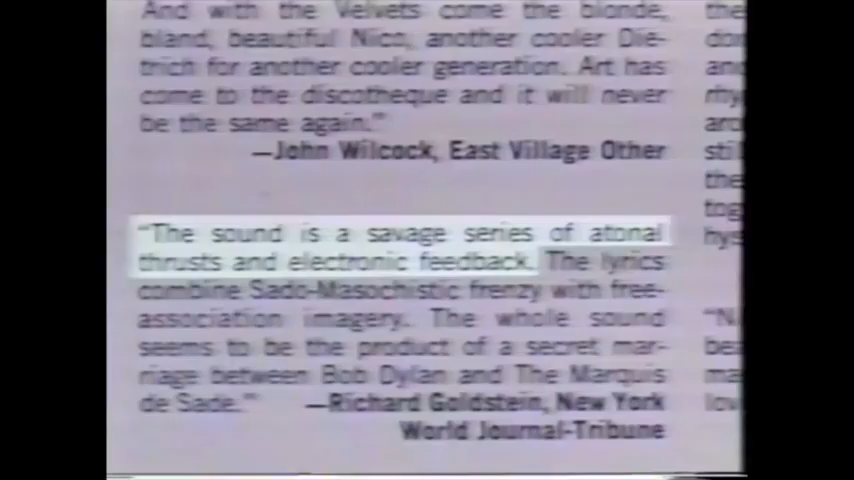 And with the Velvets come the blonde,
bland, beautiful Nico, another cooler Die-
trich for another cooler generation. Art has
come to the discotheque and it will never
be the same again."
—John Wilcock, East Village Other
"The sound is a savage series of atonal
thrusts and electronic feedback. The lyrics
combine Sado-Masochistic frenzy with free-
association imagery. The whole sound
seems to be the product of a secret mar-
riage between Bob Dylan and The Marquis
de Sade." —Richard Goldstein, New York
World Journal-Tribune
the
and
the